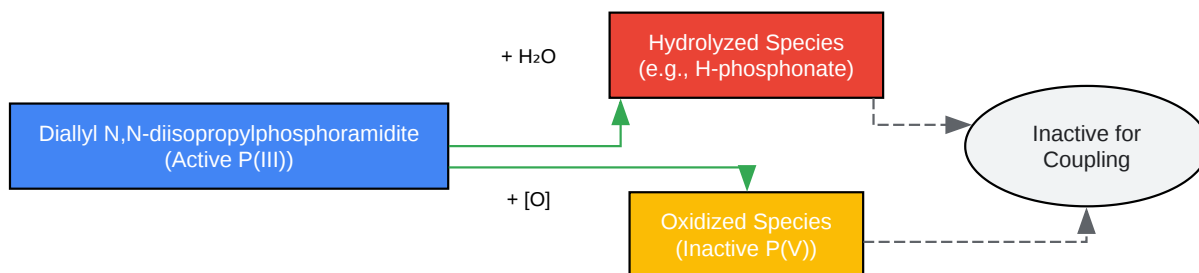 + H₂O
Hydrolyzed Species
(e.g., H-phosphonate)
Diallyl N,N-diisopropylphosphoramidite
(Active P(III))
Inactive for
Coupling
+ [O]
Oxidized Species
(Inactive P(V))